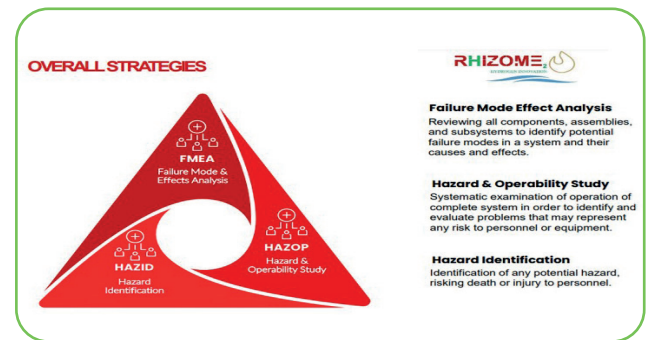 OVERALL STRATEGIES
FMEA
Failure Mode &
Effects Analysis
HAZOP
Hazard &
Operability Study
HAZID
Hazard
Identification
RHIZOME
Failure Mode Effect Analysis
Reviewing all components, assemblies,
and subsystems to identify potential
failure modes in a system and their
causes and effects.
Hazard & Operability Study
Systematic examination of operation of
complete system in order to identify and
evaluate problems that may represent
any risk to personnel or equipment.
Hazard Identification
Identification of any potential hazard,
risking death or injury to personnel.